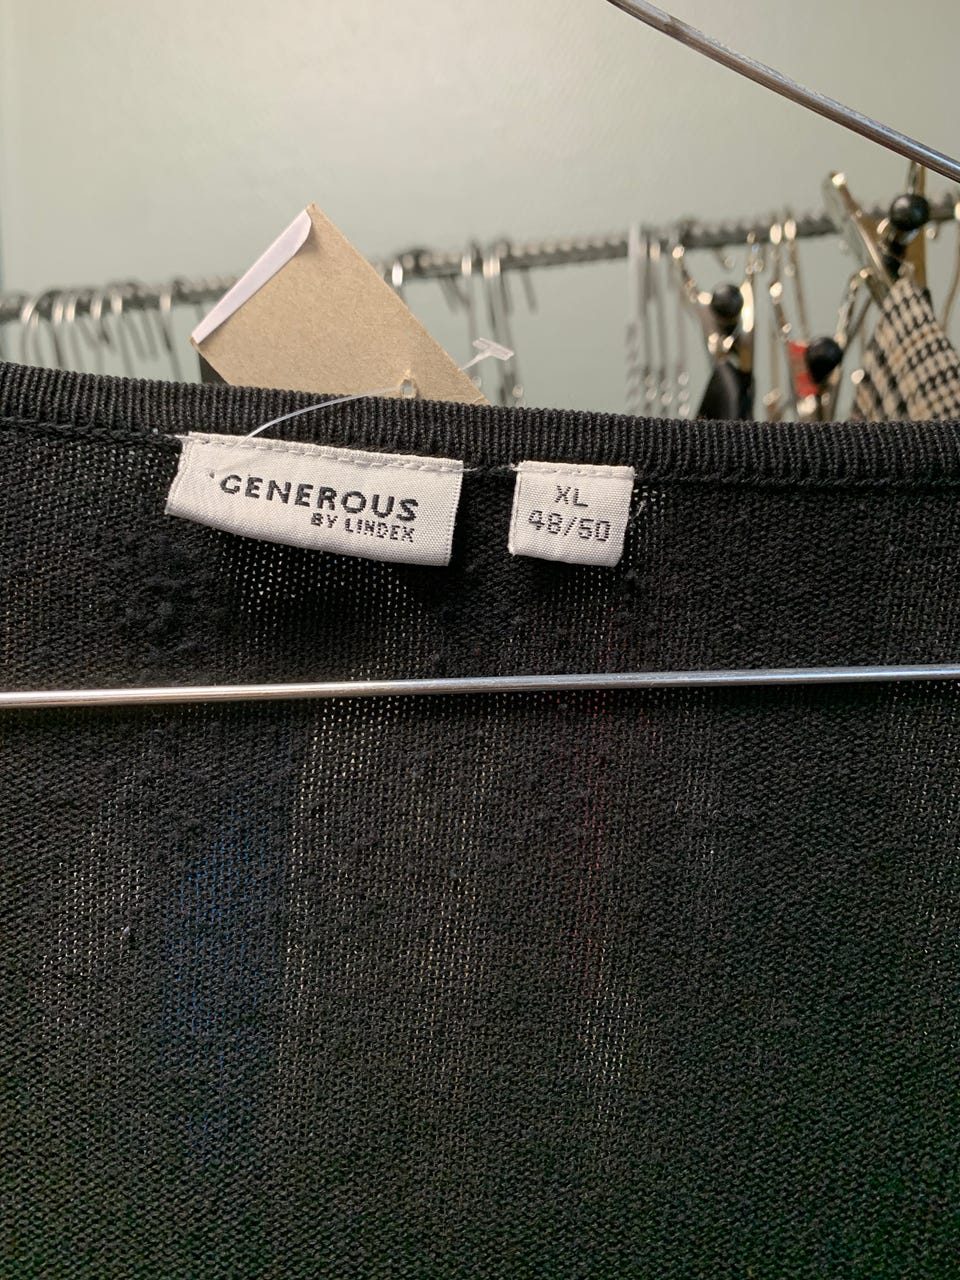 GENEROUS
BY LINDEX
XL
48/50